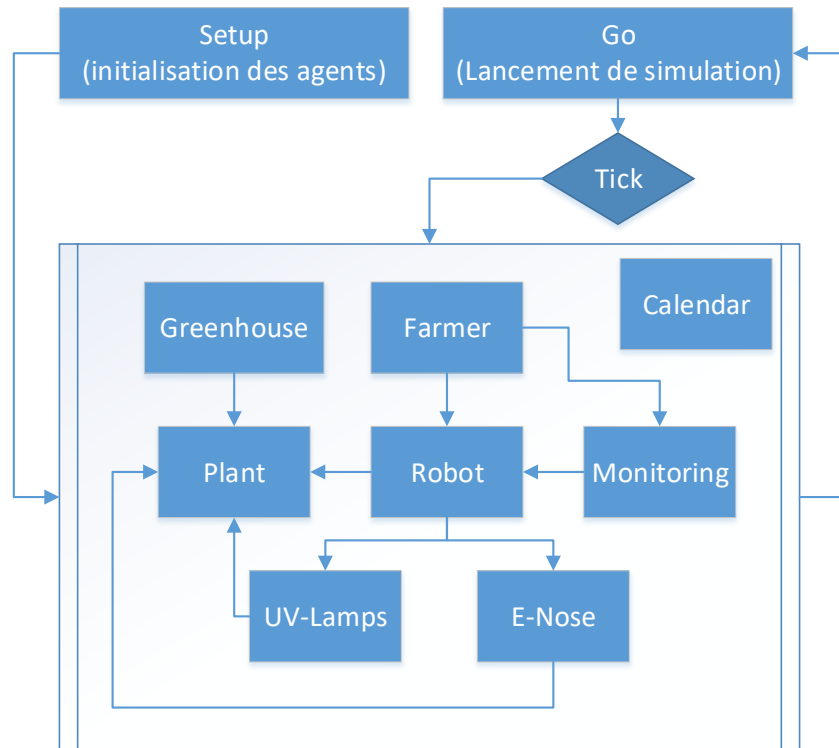 Setup
(initialisation des agents)
Go
(Lancement de simulation)
Tick
Greenhouse
Farmer
Calendar
Plant
Robot
Monitoring
UV-Lamps
E-Nose